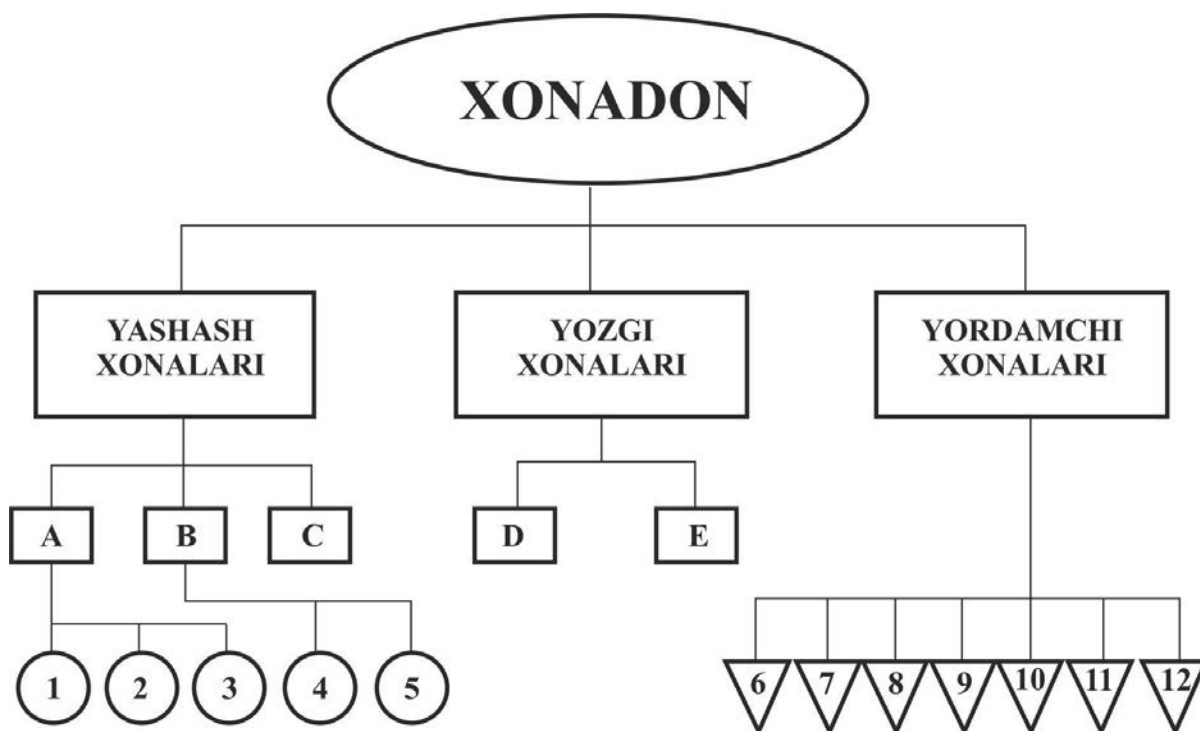 XONADON
YASHASH
XONALARI
YOZGI
XONALARI
YORDAMCHI
XONALARI
A
B
C
D
E
1
2
3
4
5
6
7
8
9
10
11
12